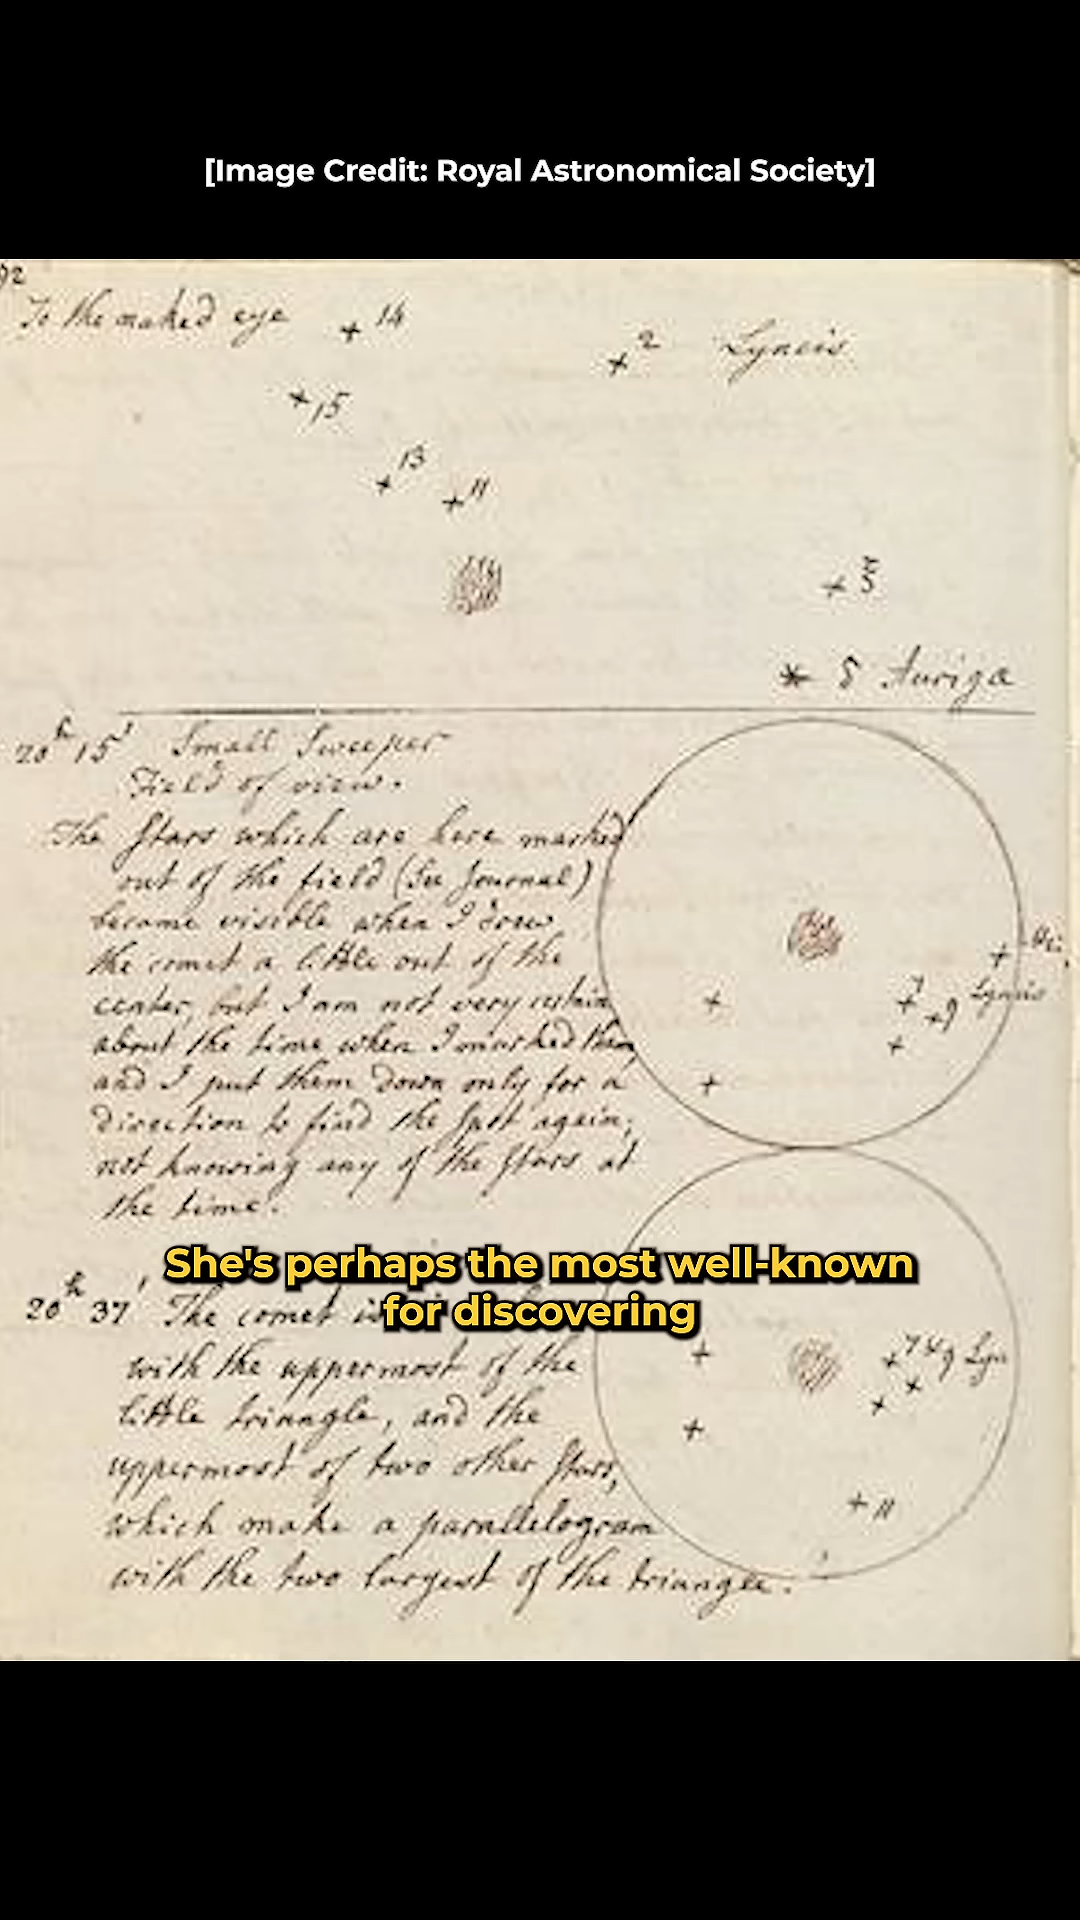 [Image Credit: Royal Astronomical Society]
92
To the naked eye
+ 14
+ 2 Lyncis
+ 15
+ 13
+ 11
+ ξ
* δ Auriga
20h 15' Small Sweeper
Field of view.
The Stars which are here marked
out of the field (See Journal)
became visible when I drew
the comet a little out of the
center, but I am not very certain
about the time when I marked them
and I put them down only for a
direction to find the spot again;
not knowing any of the Stars at
the time.
+
+ 7
+ 9 Lyncis
+
+
+
She's perhaps the most well-known
for discovering
20h 37' The comet is
with the uppermost of the
little triangle, and the
uppermost of two other Stars,
which make a parallelogram
with the two largest of the triangle.
+
+ 7 & 9 Lyn
+
+
+
+ 11